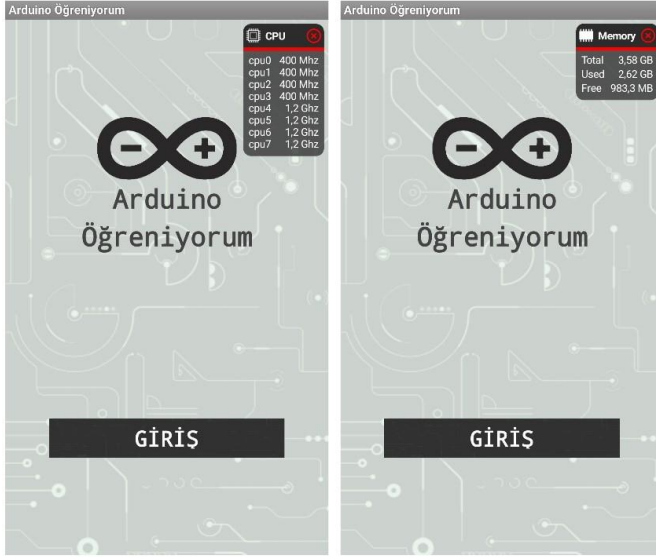 Arduino Öğreniyorum
CPU
cpu0 400 Mhz
cpu1 400 Mhz
cpu2 400 Mhz
cpu3 400 Mhz
cpu4 1,2 Ghz
cpu5 1,2 Ghz
cpu6 1,2 Ghz
cpu7 1,2 Ghz
Arduino
Öğreniyorum
GİRİŞ
Arduino Öğreniyorum
Memory
Total 3,58 GB
Used 2,62 GB
Free 983,3 MB
Arduino
Öğreniyorum
GİRİŞ